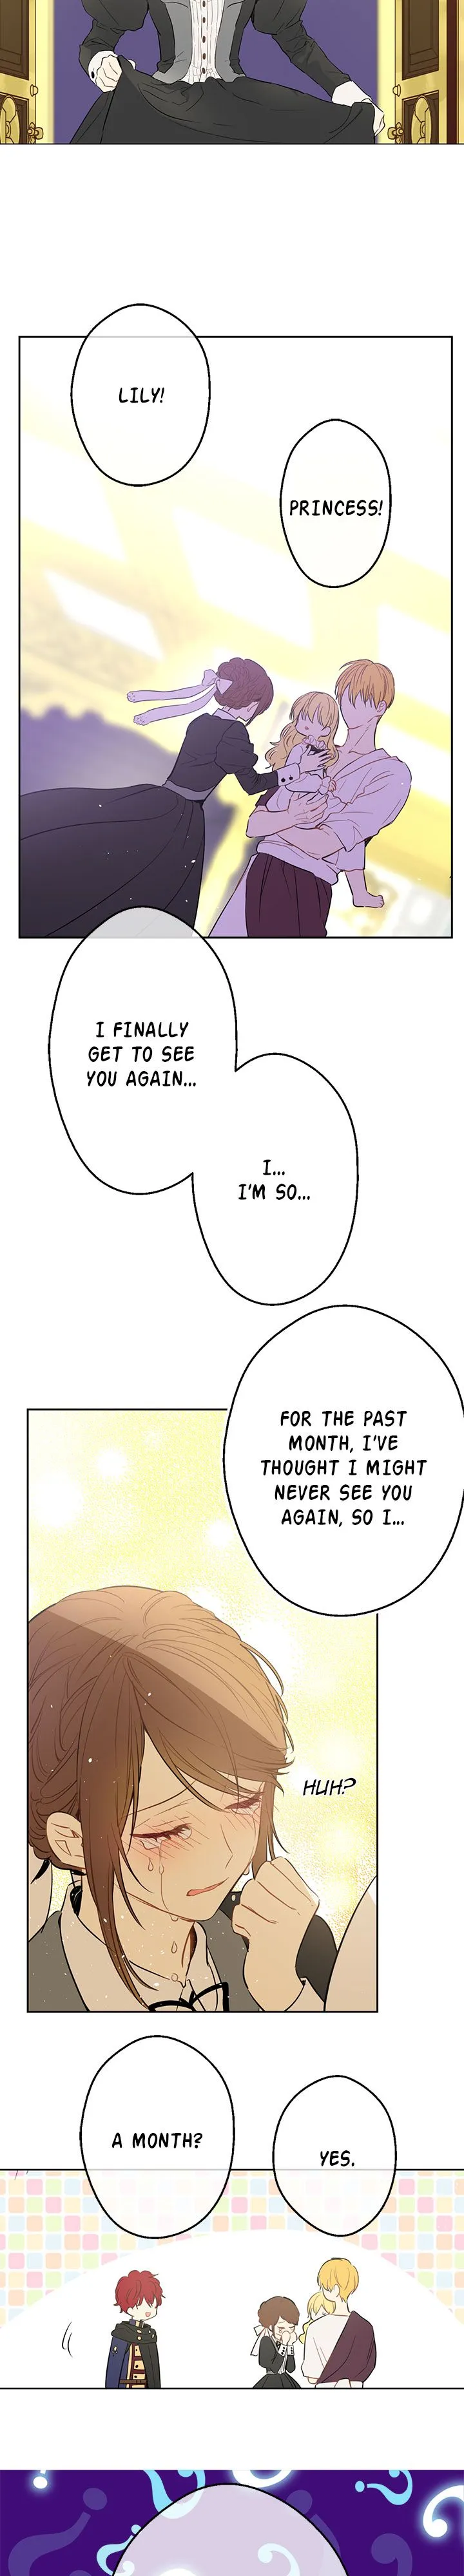 LILY!
PRINCESS!
I FINALLY
GET TO SEE
YOU AGAIN...
I...
I'M SO...
FOR THE PAST
MONTH, I'VE
THOUGHT I MIGHT
NEVER SEE YOU
AGAIN, SO I...
HUH?
A MONTH?
YES.